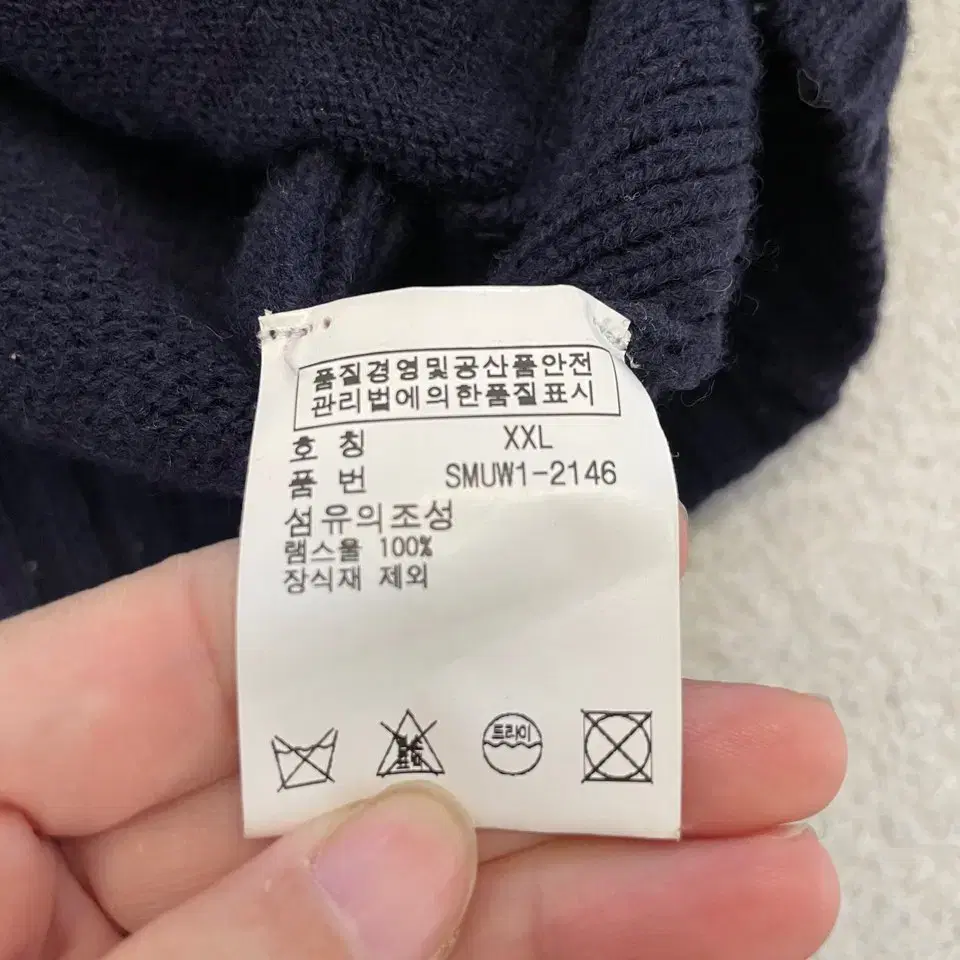 품질경영및공산품안전
관리법에의한품질표시
호 칭 XXL
품 번 SMUW1-2146
섬유의조성
램스울 100%
장식재 제외
드라이